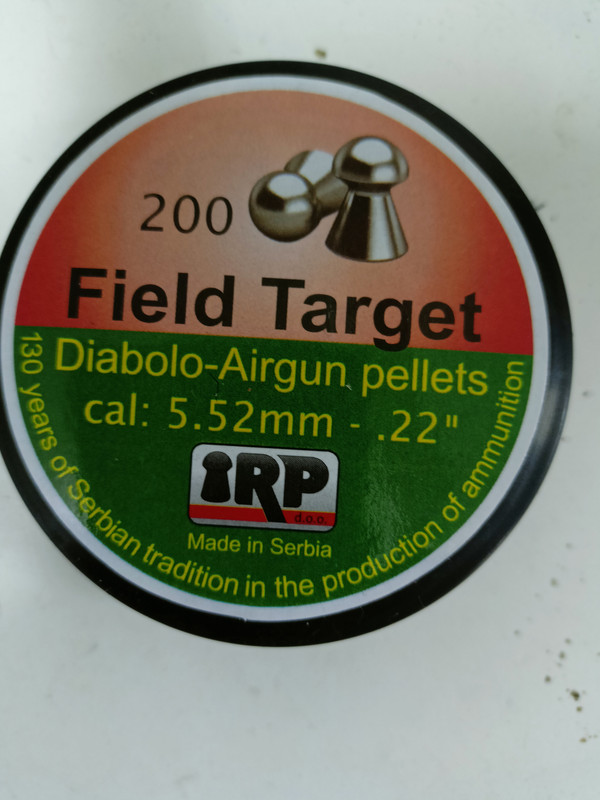 200
Field Target
Diabolo-Airgun pellets
cal: 5.52mm - .22"
IRP
d.o.o.
Made in Serbia
130 years of Serbian tradition in the production of ammunition